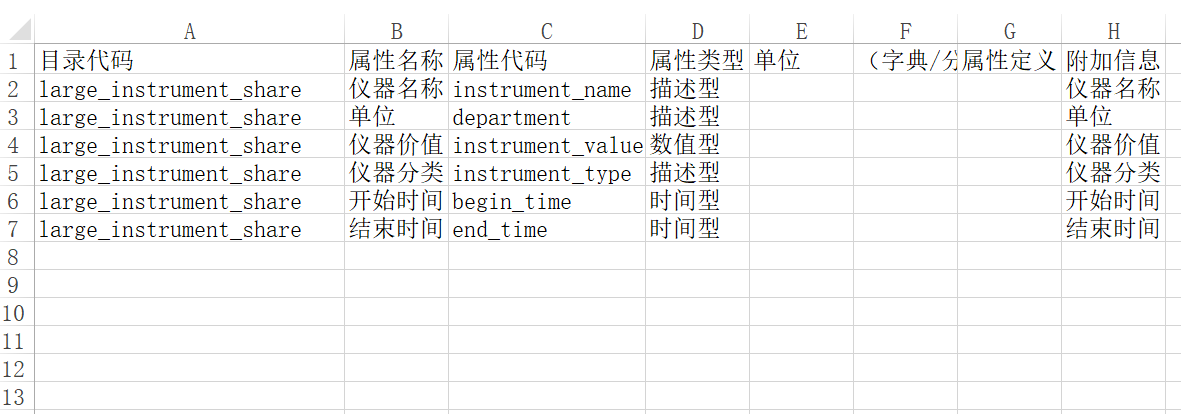 A B C D E F G H
1 目录代码 属性名称 属性代码 属性类型 单位 （字典/分 属性定义 附加信息
2 large_instrument_share 仪器名称 instrument_name 描述型 仪器名称
3 large_instrument_share 单位 department 描述型 单位
4 large_instrument_share 仪器价值 instrument_value 数值型 仪器价值
5 large_instrument_share 仪器分类 instrument_type 描述型 仪器分类
6 large_instrument_share 开始时间 begin_time 时间型 开始时间
7 large_instrument_share 结束时间 end_time 时间型 结束时间
8
9
10
11
12
13